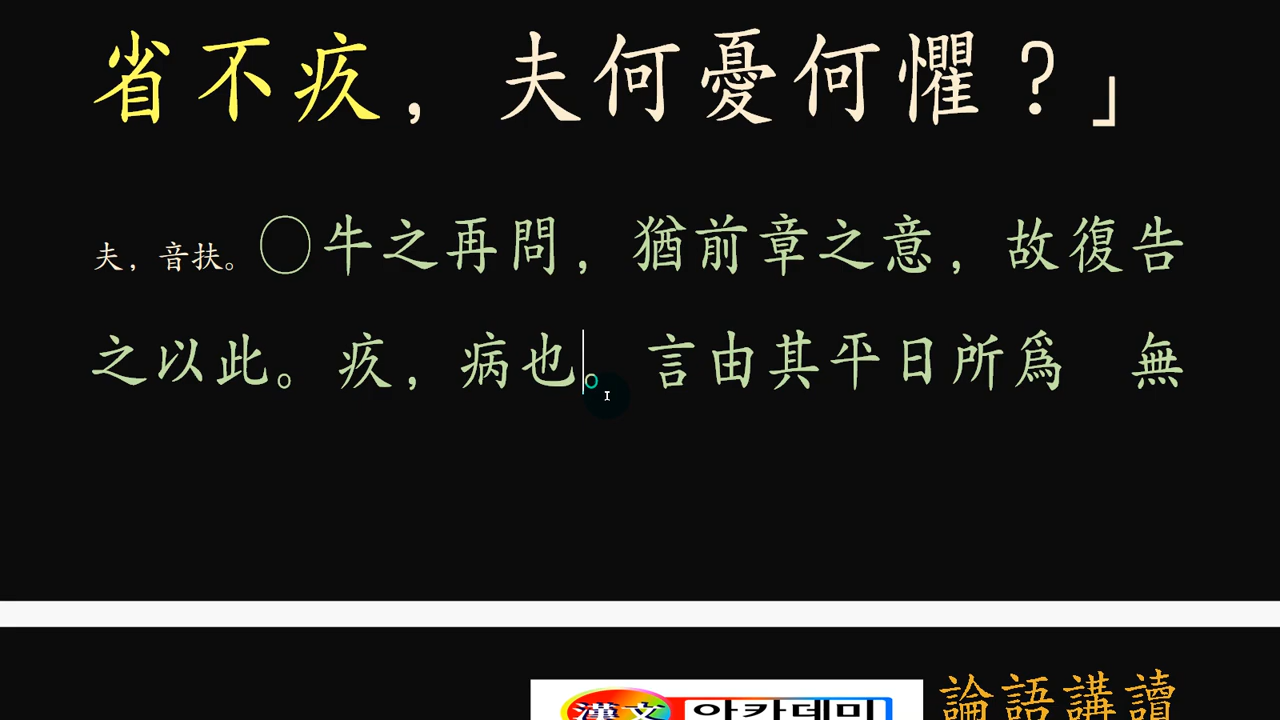 省不疚，夫何憂何懼？」
夫，音扶。○牛之再問，猶前章之意，故復告
之以此。疚，病也。言由其平日所爲 無
論語講讀
漢文 아카데미